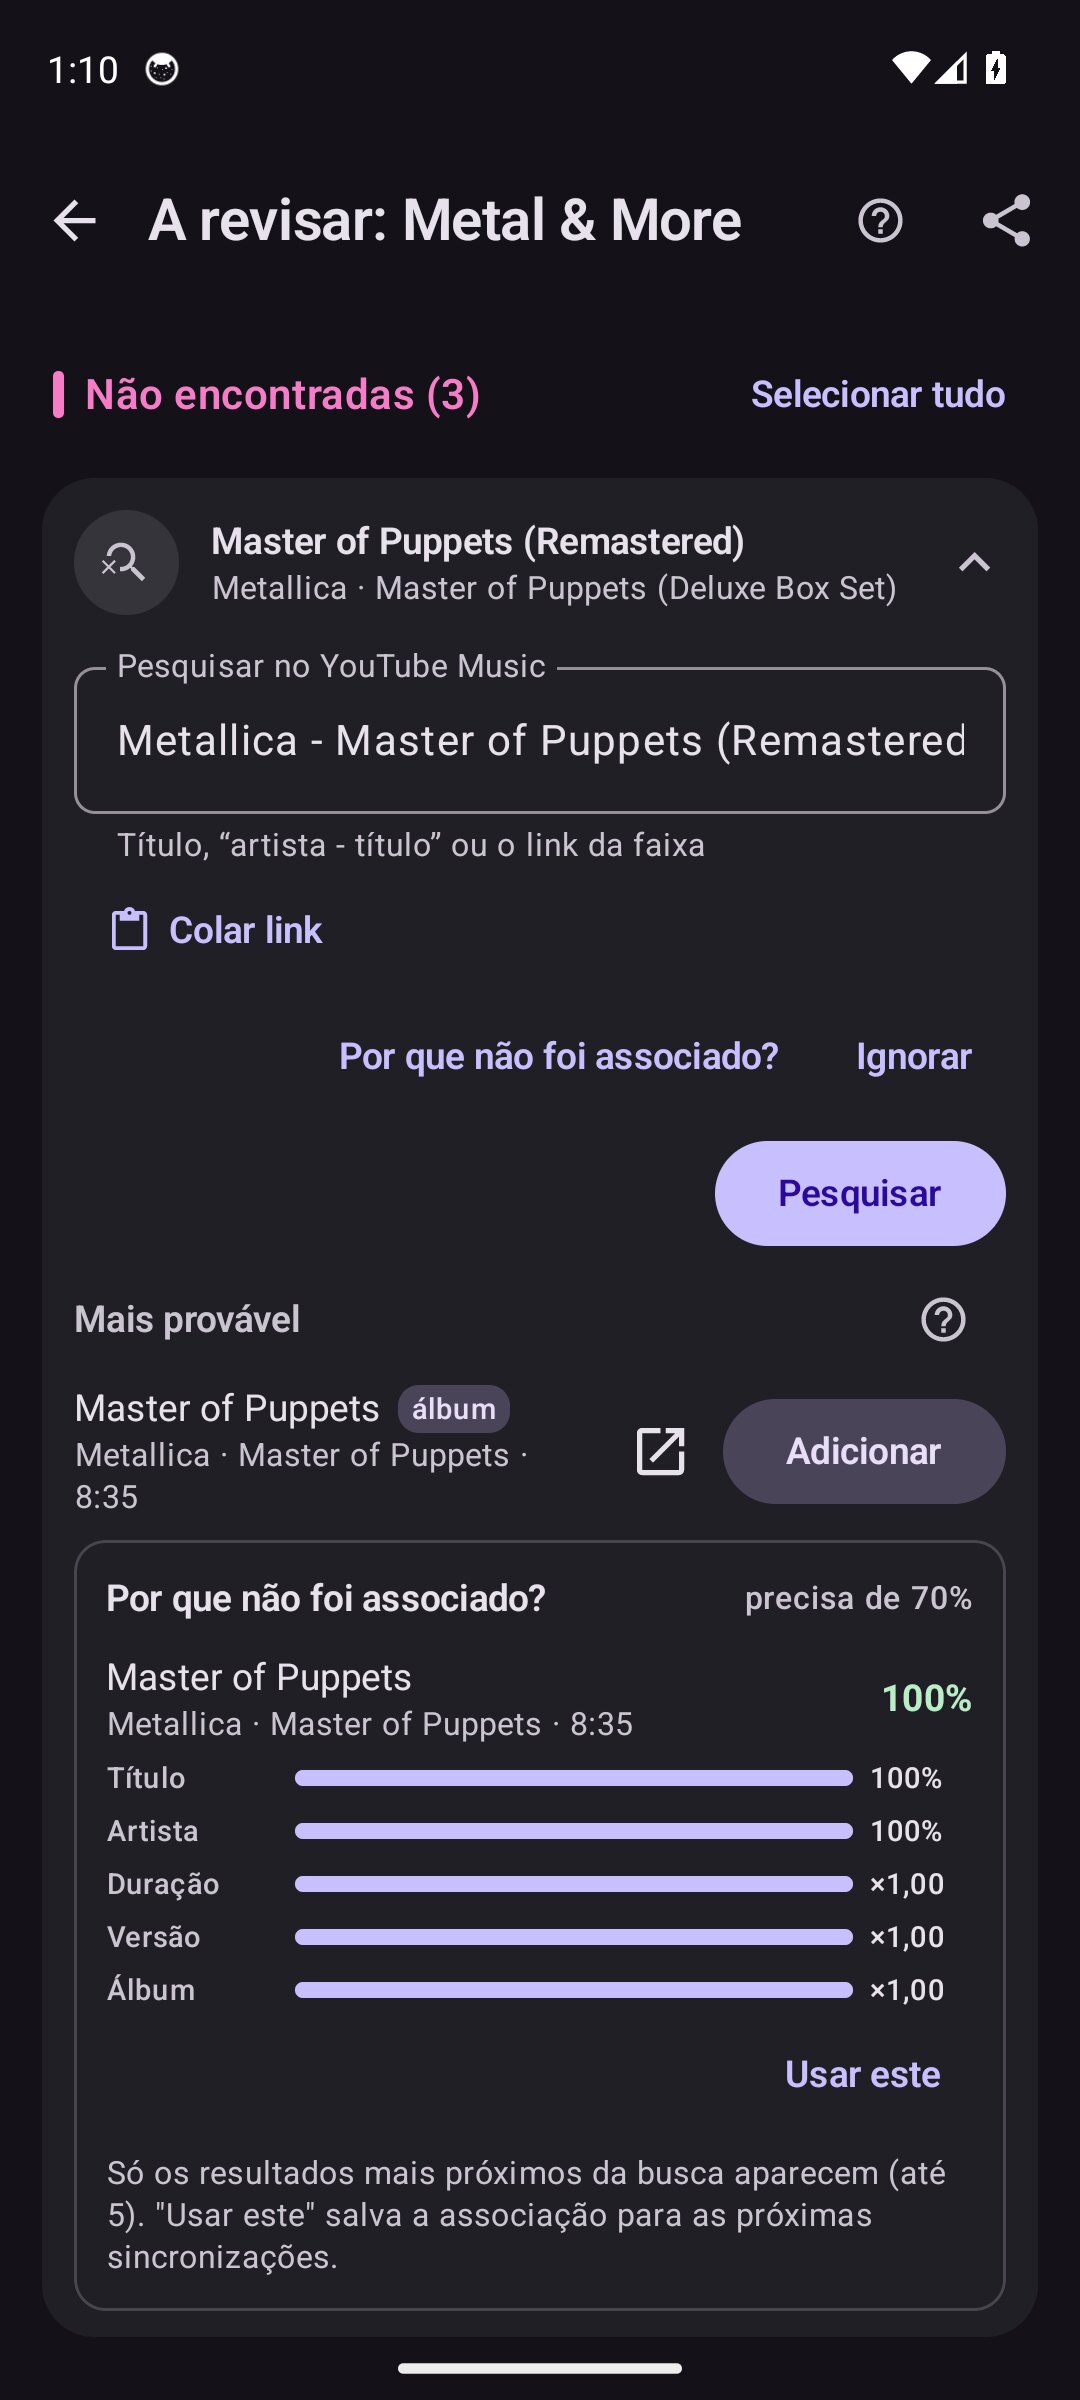 1:10
A revisar: Metal & More
Não encontradas (3)
Selecionar tudo
Master of Puppets (Remastered)
Metallica · Master of Puppets (Deluxe Box Set)
Pesquisar no YouTube Music
Metallica - Master of Puppets (Remastered
Título, “artista - título” ou o link da faixa
Colar link
Por que não foi associado?
Ignorar
Pesquisar
Mais provável
Master of Puppets álbum
Metallica · Master of Puppets ·
8:35
Adicionar
Por que não foi associado?
precisa de 70%
Master of Puppets
Metallica · Master of Puppets · 8:35
100%
Título 100%
Artista 100%
Duração ×1,00
Versão ×1,00
Álbum ×1,00
Usar este
Só os resultados mais próximos da busca aparecem (até
5). "Usar este" salva a associação para as próximas
sincronizações.